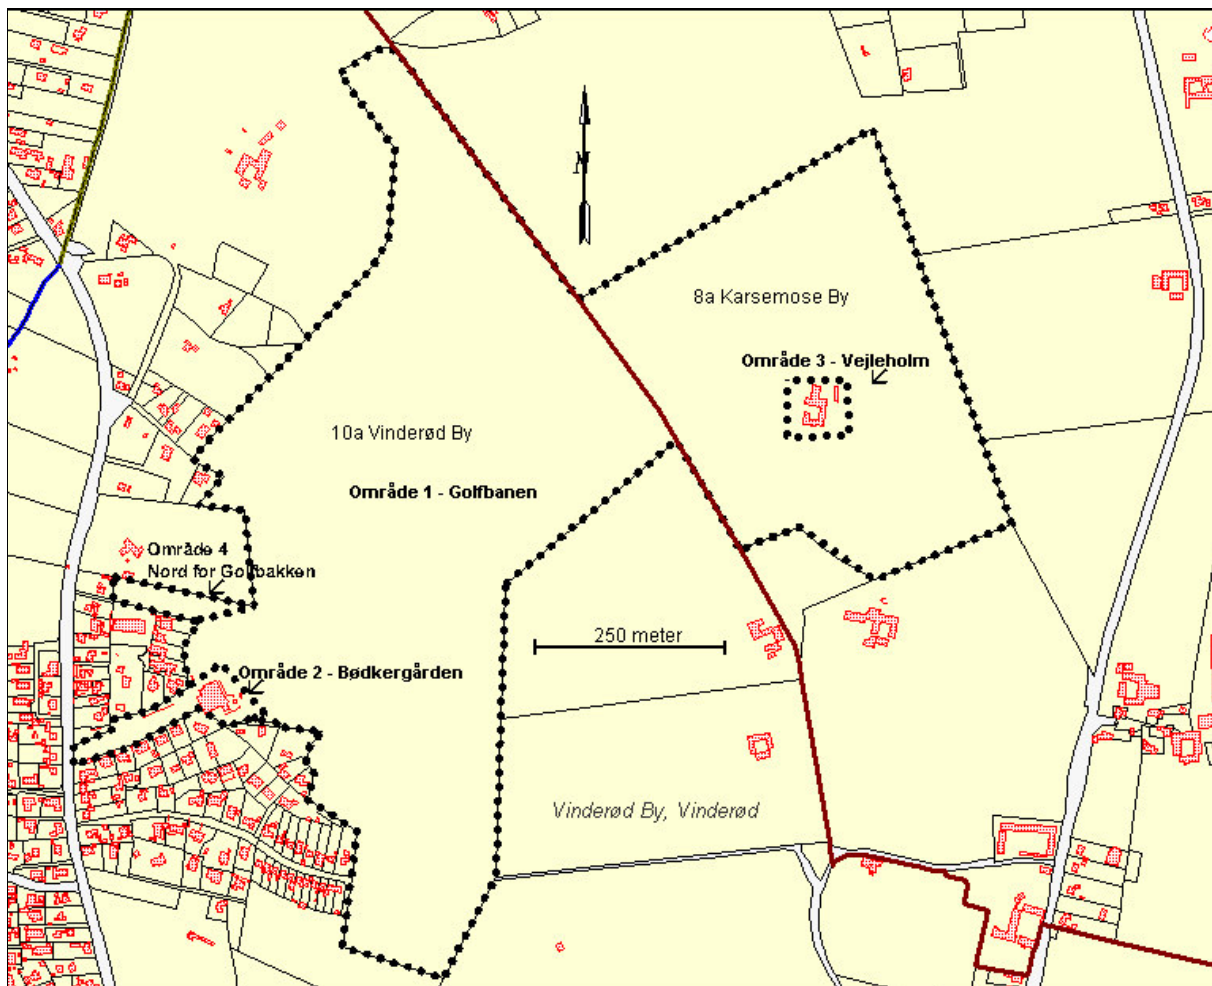 N
8a Karsemose By
Område 3 - Vejleholm
10a Vinderød By
Område 1 - Golfbanen
Område 4
Nord for Golfbakken
250 meter
Område 2 - Bødkergården
Vinderød By, Vinderød